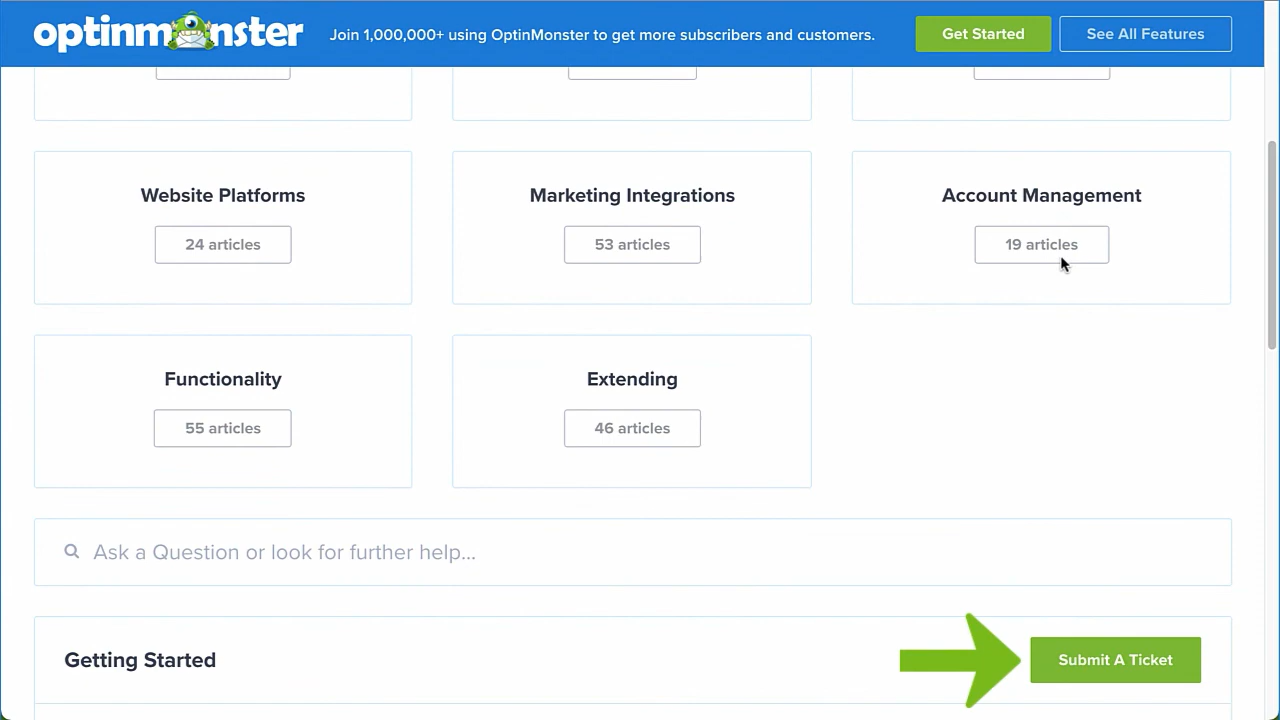 optinmonster
Join 1,000,000+ using OptinMonster to get more subscribers and customers.
Get Started
See All Features
Website Platforms
24 articles
Marketing Integrations
53 articles
Account Management
19 articles
Functionality
55 articles
Extending
46 articles
Ask a Question or look for further help...
Getting Started
Submit A Ticket